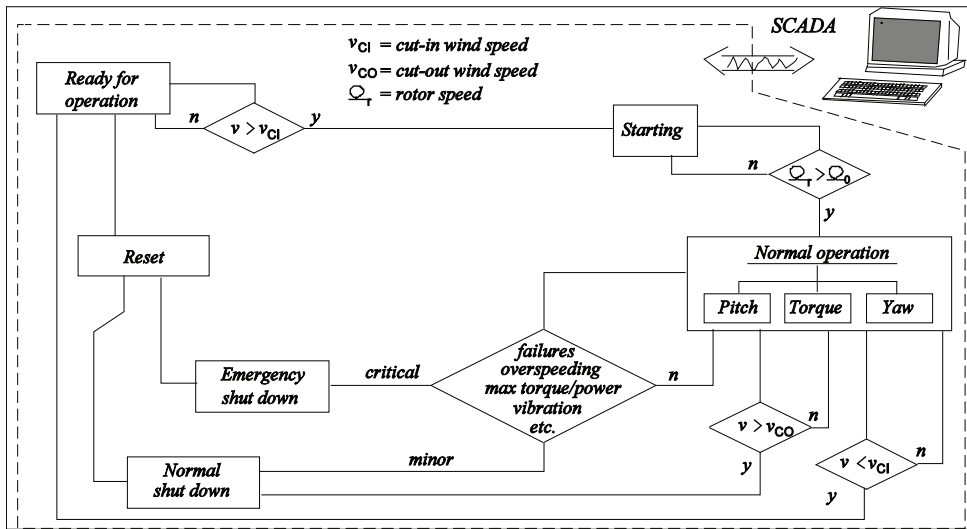 SCADA
v_CI = cut-in wind speed
v_CO = cut-out wind speed
Ω_r = rotor speed
Ready for
operation
n
v > v_CI
y
Starting
n
Ω_r > Ω_0
y
Reset
Normal operation
Pitch
Torque
Yaw
Emergency
shut down
critical
failures
overspeeding
max torque/power
vibration
etc.
n
v > v_CO
n
y
v < v_CI
n
y
minor
Normal
shut down